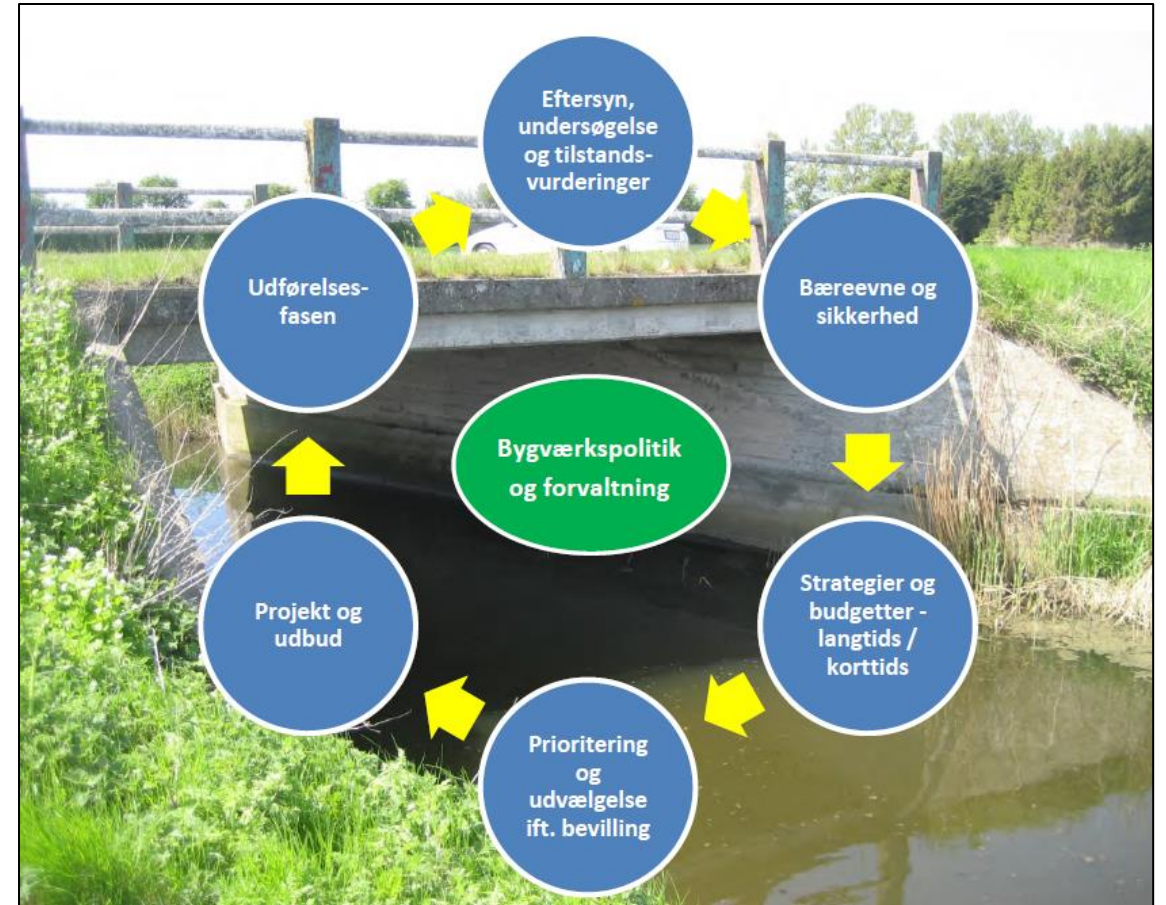 Eftersyn,
undersøgelse
og tilstands-
vurderinger
Bæreevne og
sikkerhed
Strategier og
budgetter -
langtids /
korttids
Prioritering
og
udvælgelse
ift. bevilling
Projekt og
udbud
Udførelses-
fasen
Bygværkspolitik
og forvaltning